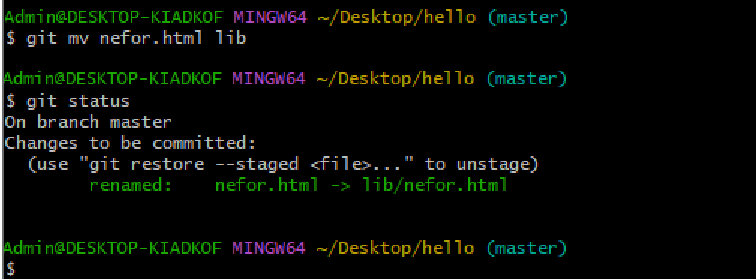 Admin@DESKTOP-KIADKOF MINGW64 ~/Desktop/hello (master)
$ git mv nefor.html lib
Admin@DESKTOP-KIADKOF MINGW64 ~/Desktop/hello (master)
$ git status
On branch master
Changes to be committed:
  (use "git restore --staged <file>..." to unstage)
        renamed:    nefor.html -> lib/nefor.html
Admin@DESKTOP-KIADKOF MINGW64 ~/Desktop/hello (master)
$